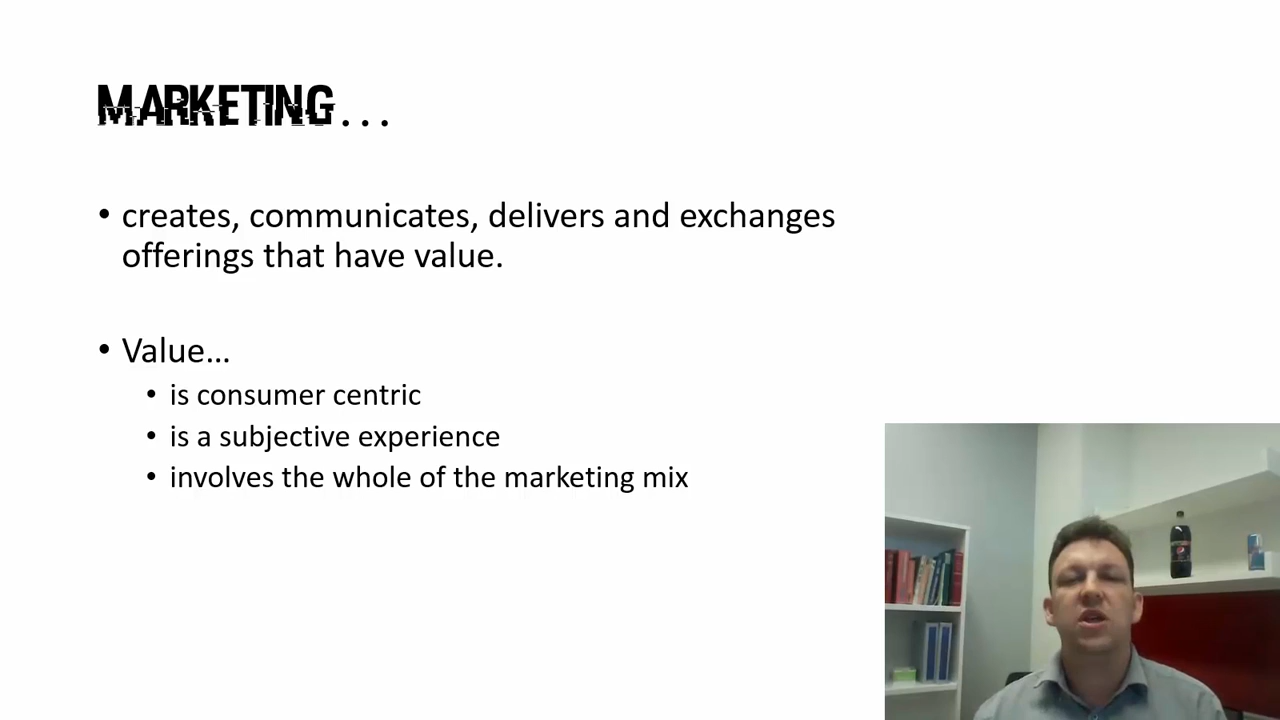 MARKETING...
• creates, communicates, delivers and exchanges
offerings that have value.
• Value...
• is consumer centric
• is a subjective experience
• involves the whole of the marketing mix